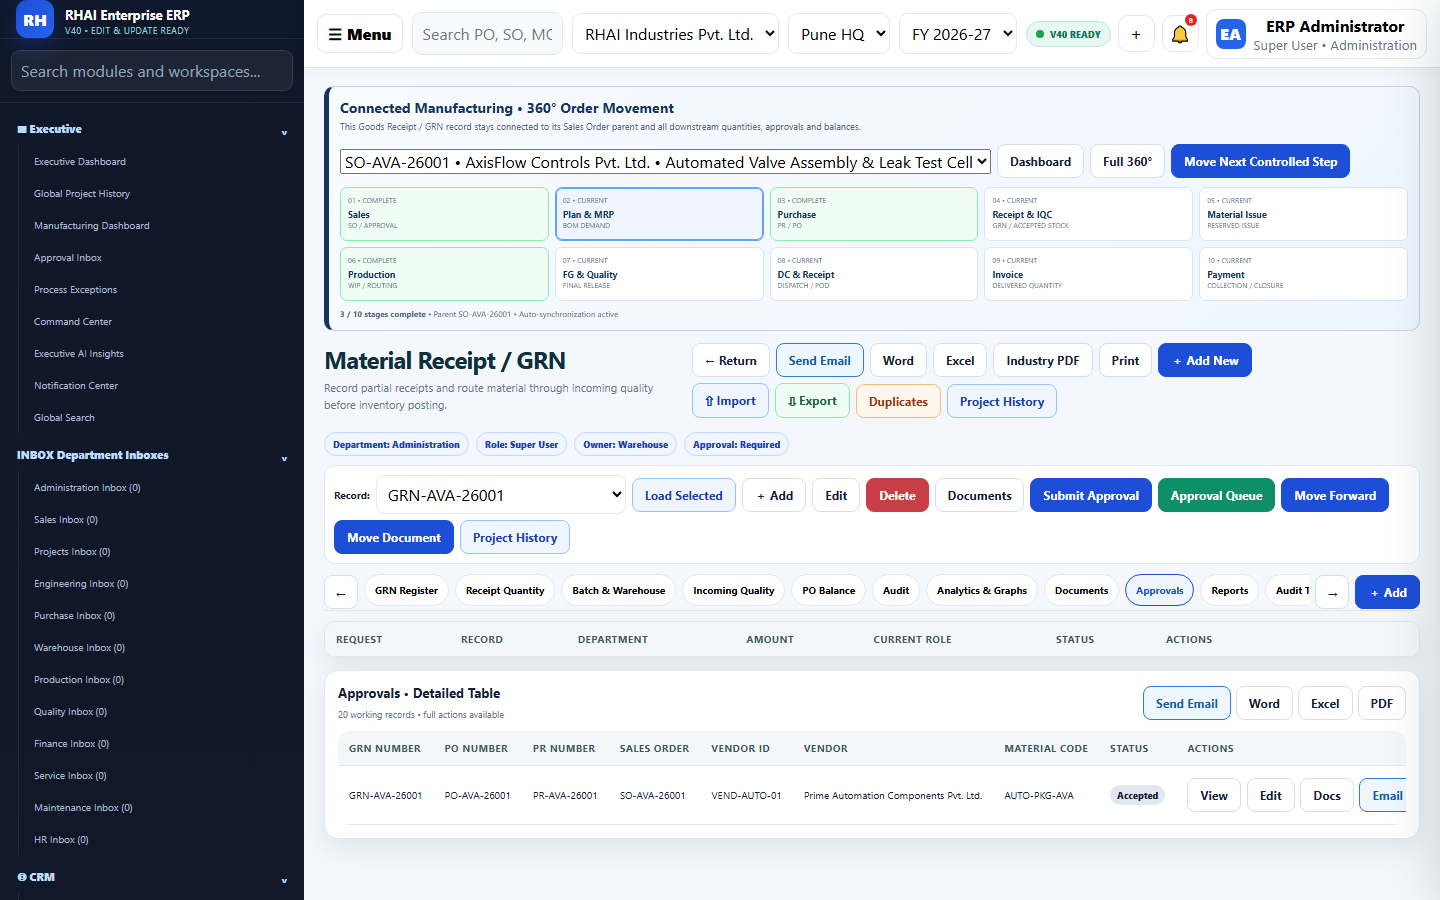 RH
RHAI Enterprise ERP
V40 • EDIT & UPDATE READY
Search modules and workspaces...
Executive
Executive Dashboard
Global Project History
Manufacturing Dashboard
Approval Inbox
Process Exceptions
Command Center
Executive AI Insights
Notification Center
Global Search
INBOX Department Inboxes
Administration Inbox (0)
Sales Inbox (0)
Projects Inbox (0)
Engineering Inbox (0)
Purchase Inbox (0)
Warehouse Inbox (0)
Production Inbox (0)
Quality Inbox (0)
Finance Inbox (0)
Service Inbox (0)
Maintenance Inbox (0)
HR Inbox (0)
CRM
☰ Menu
Search PO, SO, MC
RHAI Industries Pvt. Ltd.
Pune HQ
FY 2026-27
V40 READY
+
8
EA
ERP Administrator
Super User • Administration
Connected Manufacturing • 360° Order Movement
This Goods Receipt / GRN record stays connected to its Sales Order parent and all downstream quantities, approvals and balances.
SO-AVA-26001 • AxisFlow Controls Pvt. Ltd. • Automated Valve Assembly & Leak Test Cell
Dashboard
Full 360°
Move Next Controlled Step
01 • COMPLETE
Sales
SO / APPROVAL
02 • CURRENT
Plan & MRP
BOM DEMAND
03 • COMPLETE
Purchase
PR / PO
04 • CURRENT
Receipt & IQC
GRN / ACCEPTED STOCK
05 • CURRENT
Material Issue
RESERVED ISSUE
06 • COMPLETE
Production
WIP / ROUTING
07 • CURRENT
FG & Quality
FINAL RELEASE
08 • CURRENT
DC & Receipt
DISPATCH / POD
09 • CURRENT
Invoice
DELIVERED QUANTITY
10 • CURRENT
Payment
COLLECTION / CLOSURE
3 / 10 stages complete • Parent SO-AVA-26001 • Auto-synchronization active
Material Receipt / GRN
Record partial receipts and route material through incoming quality
before inventory posting.
← Return
Send Email
Word
Excel
Industry PDF
Print
+ Add New
⇧ Import
⇩ Export
Duplicates
Project History
Department: Administration
Role: Super User
Owner: Warehouse
Approval: Required
Record:
GRN-AVA-26001
Load Selected
+ Add
Edit
Delete
Documents
Submit Approval
Approval Queue
Move Forward
Move Document
Project History
←
GRN Register
Receipt Quantity
Batch & Warehouse
Incoming Quality
PO Balance
Audit
Analytics & Graphs
Documents
Approvals
Reports
Audit T
→
+ Add
REQUEST RECORD DEPARTMENT AMOUNT CURRENT ROLE STATUS ACTIONS
Approvals • Detailed Table
20 working records • full actions available
Send Email
Word
Excel
PDF
GRN NUMBER PO NUMBER PR NUMBER SALES ORDER VENDOR ID VENDOR MATERIAL CODE STATUS ACTIONS
GRN-AVA-26001 PO-AVA-26001 PR-AVA-26001 SO-AVA-26001 VEND-AUTO-01 Prime Automation Components Pvt. Ltd. AUTO-PKG-AVA Accepted View Edit Docs Email